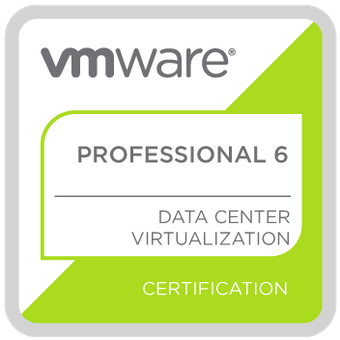 vmware®
PROFESSIONAL 6
DATA CENTER
VIRTUALIZATION
CERTIFICATION